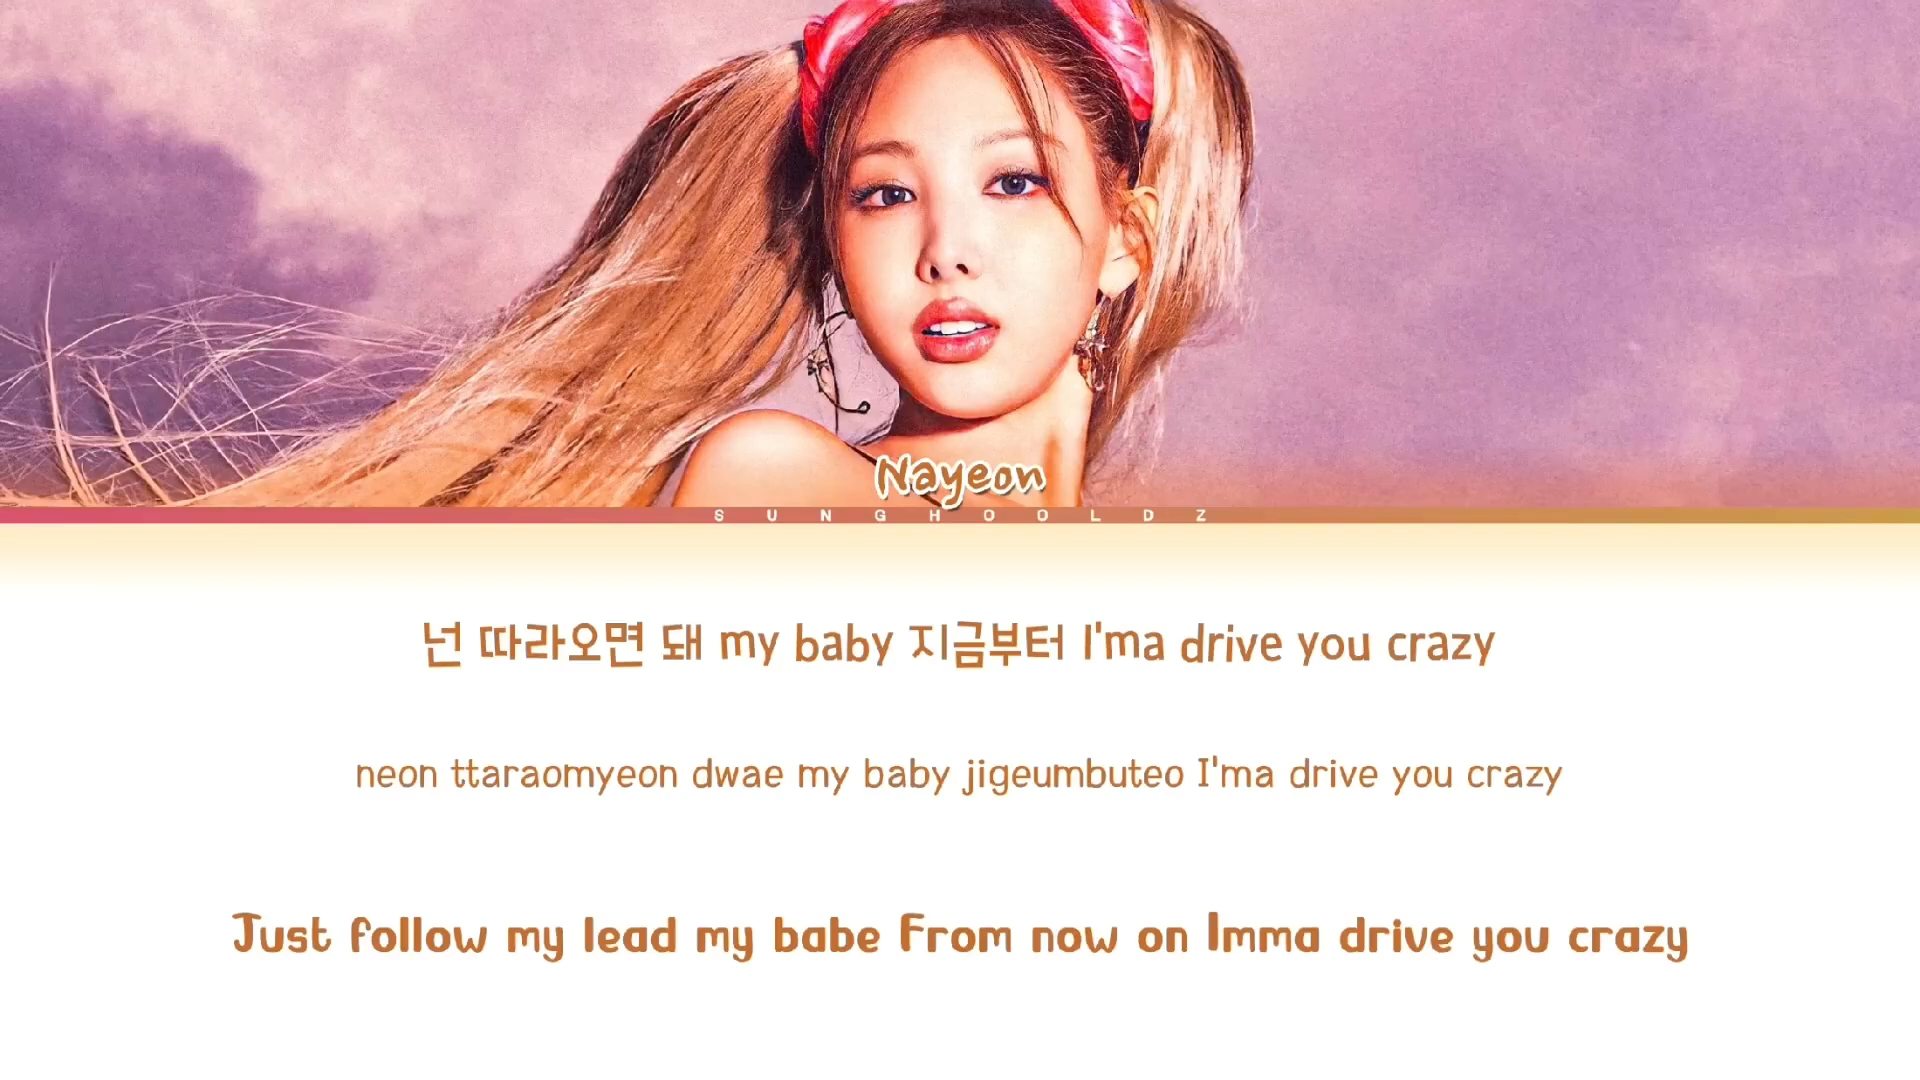 Nayeon
SUNGHOOLDZ
넌 따라오면 돼 my baby 지금부터 I'ma drive you crazy
neon ttaraomyeon dwae my baby jigeumbuteo I'ma drive you crazy
Just follow my lead my babe From now on Imma drive you crazy